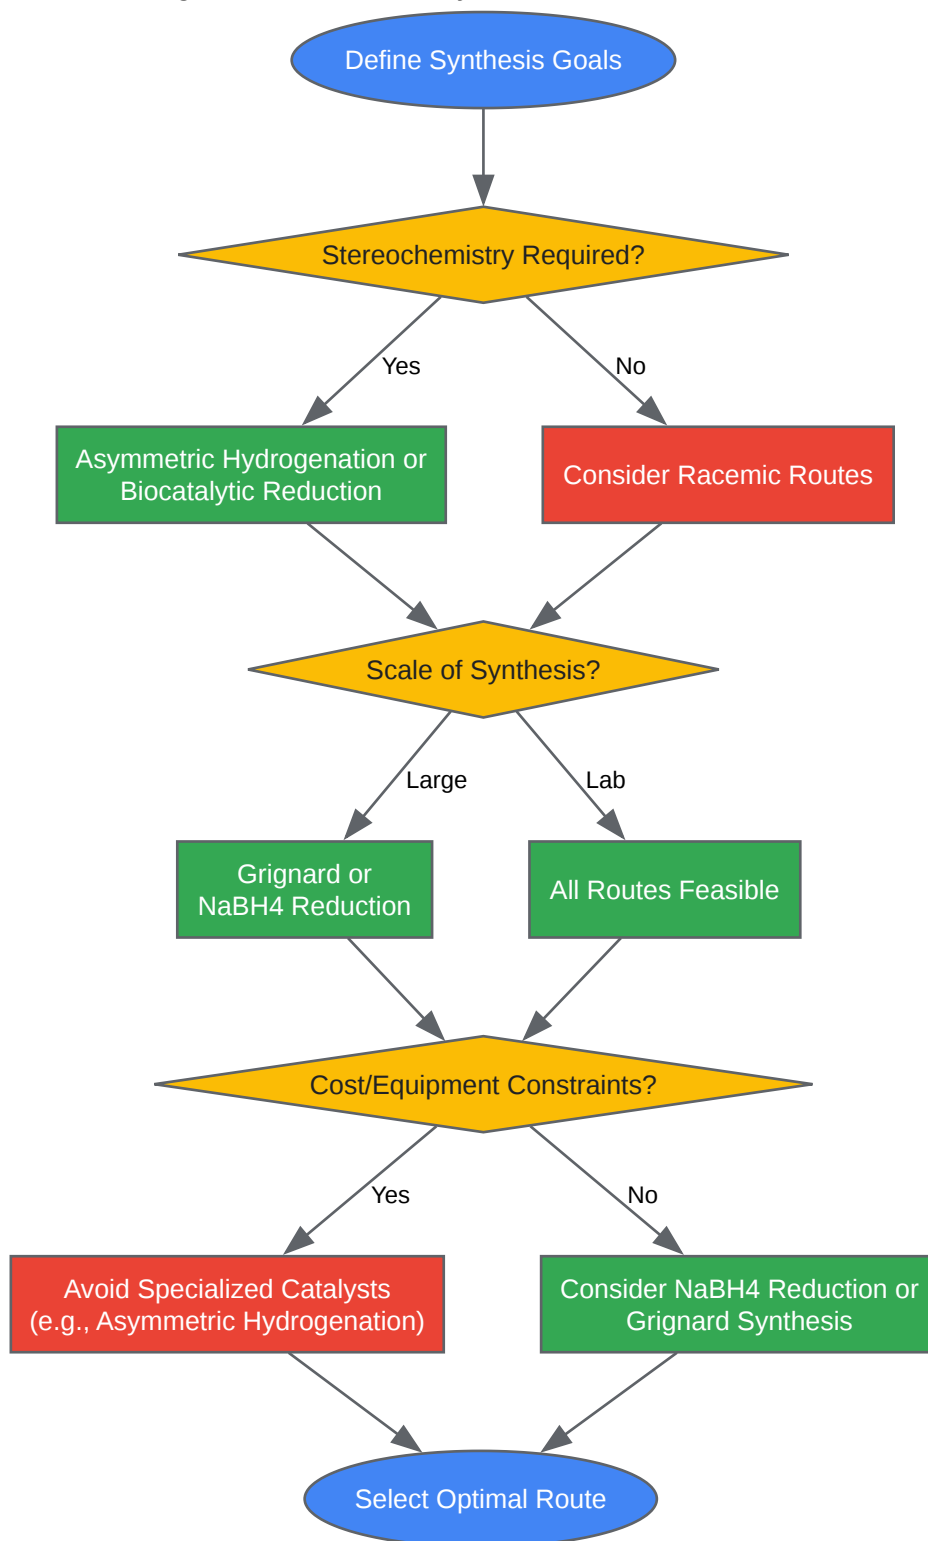 Define Synthesis Goals
Stereochemistry Required?
Yes
No
Asymmetric Hydrogenation or
Biocatalytic Reduction
Consider Racemic Routes
Scale of Synthesis?
Large
Lab
Grignard or
NaBH4 Reduction
All Routes Feasible
Cost/Equipment Constraints?
Yes
No
Avoid Specialized Catalysts
(e.g., Asymmetric Hydrogenation)
Consider NaBH4 Reduction or
Grignard Synthesis
Select Optimal Route